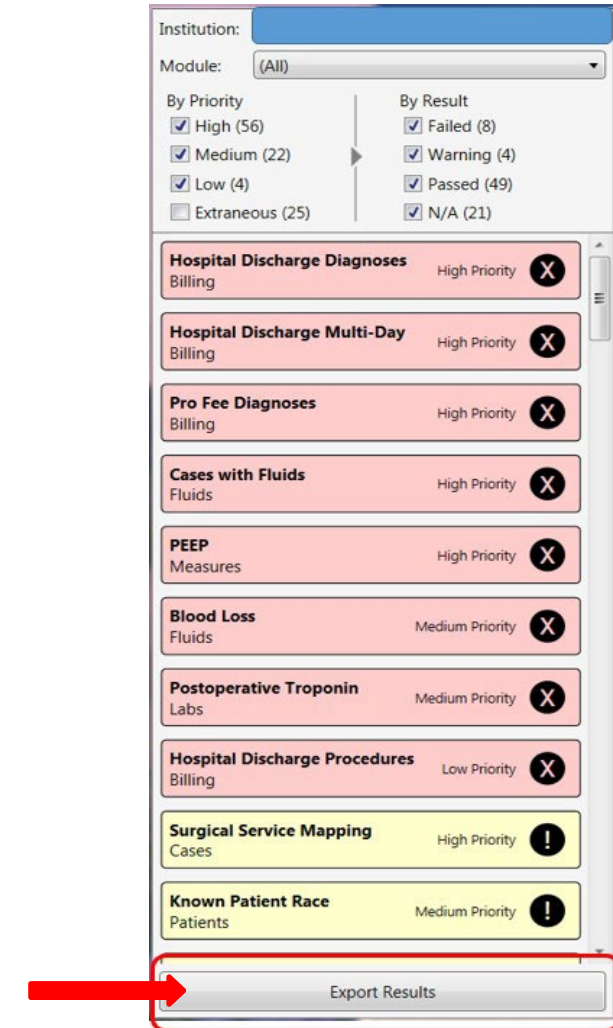 Institution:
Module: (All)
By Priority By Result
High (56) Failed (8)
Medium (22) Warning (4)
Low (4) Passed (49)
Extraneous (25) N/A (21)
Hospital Discharge Diagnoses
Billing
High Priority X
Hospital Discharge Multi-Day
Billing
High Priority X
Pro Fee Diagnoses
Billing
High Priority X
Cases with Fluids
Fluids
High Priority X
PEEP
Measures
High Priority X
Blood Loss
Fluids
Medium Priority X
Postoperative Troponin
Labs
Medium Priority X
Hospital Discharge Procedures
Billing
Low Priority X
Surgical Service Mapping
Cases
High Priority !
Known Patient Race
Patients
Medium Priority !
Export Results